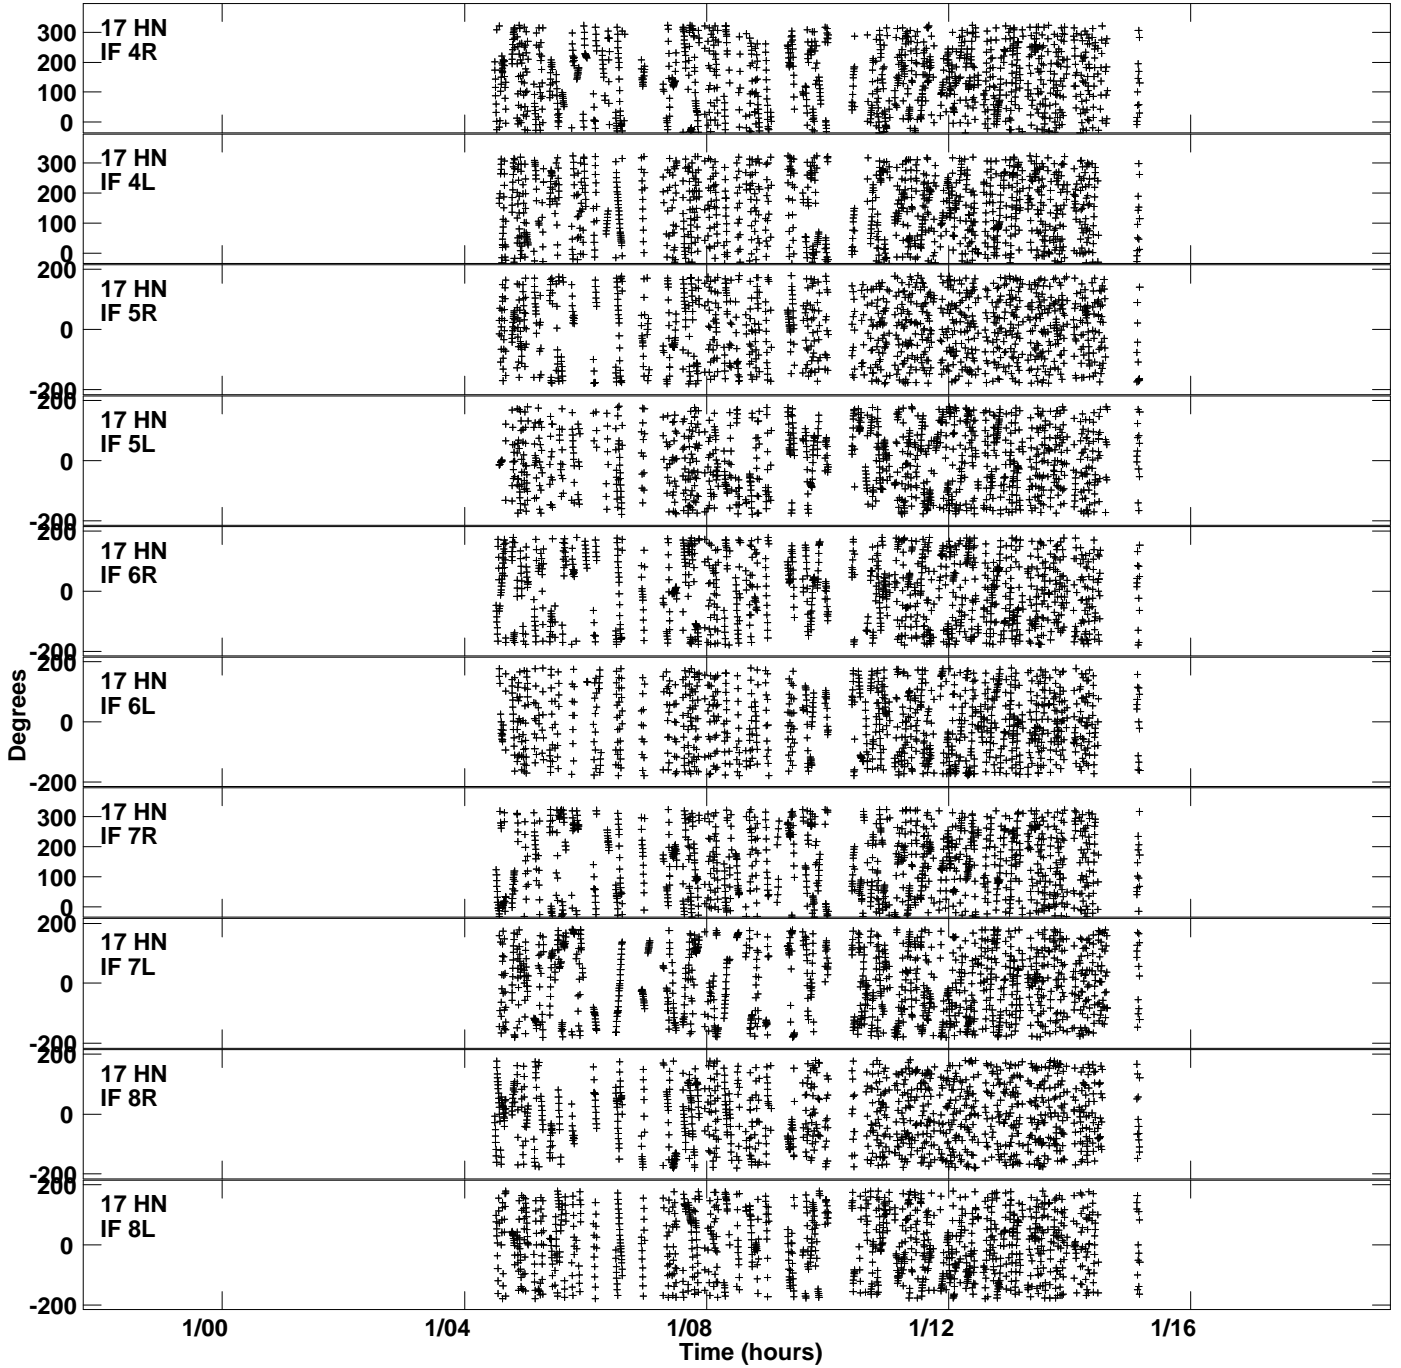 17 HN
IF 4R
300
200
100
0
17 HN
IF 4L
300
200
100
0
17 HN
IF 5R
200
0
-200
17 HN
IF 5L
200
0
-200
17 HN
IF 6R
200
0
-200
17 HN
IF 6L
200
0
-200
17 HN
IF 7R
300
200
100
0
17 HN
IF 7L
200
0
-200
17 HN
IF 8R
200
0
-200
17 HN
IF 8L
200
0
-200
Degrees
1/00 1/04 1/08 1/12 1/16
Time (hours)